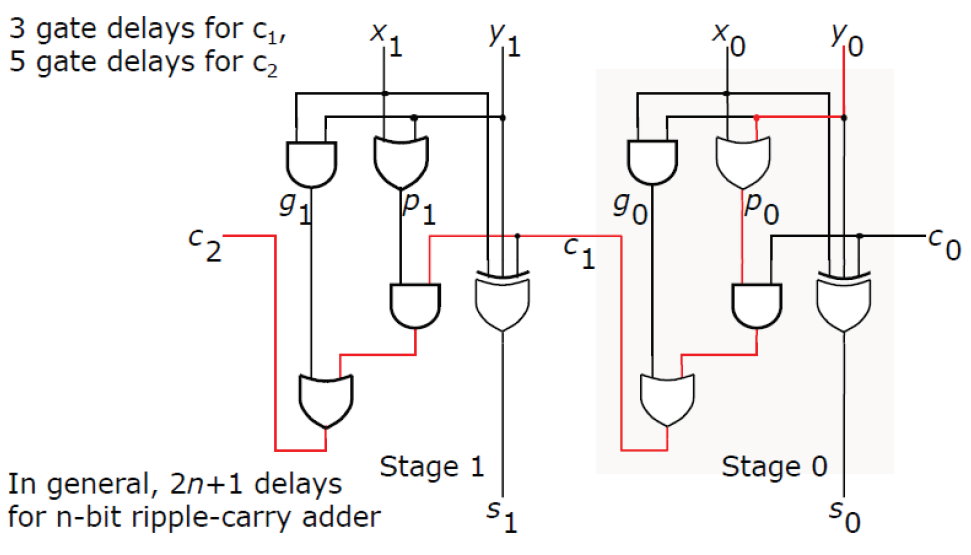 3 gate delays for c₁,
5 gate delays for c₂
x₁ y₁ x₀ y₀
g₁ p₁ g₀ p₀
c₂ c₁ c₀
Stage 1 Stage 0
In general, 2n+1 delays
for n-bit ripple-carry adder
s₁ s₀